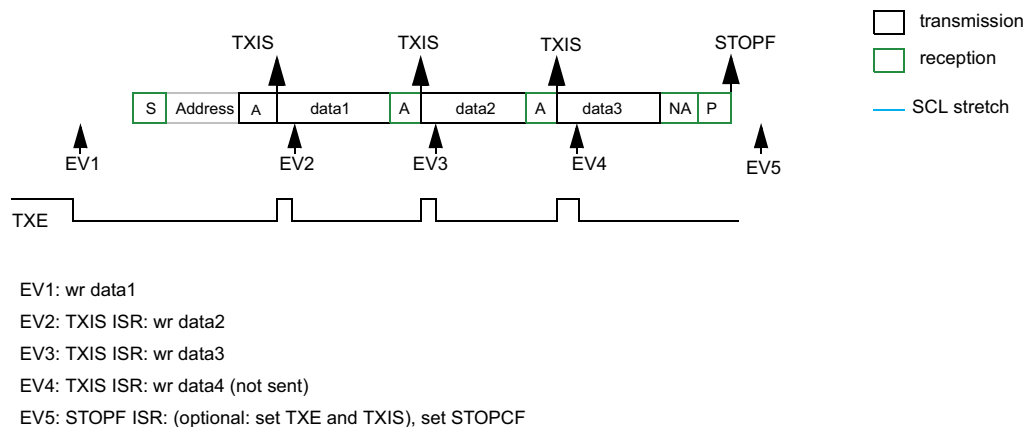 transmission
TXIS TXIS TXIS STOPF
reception
S Address A data1 A data2 A data3 NA P
SCL stretch
EV1 EV2 EV3 EV4 EV5
TXE
EV1: wr data1
EV2: TXIS ISR: wr data2
EV3: TXIS ISR: wr data3
EV4: TXIS ISR: wr data4 (not sent)
EV5: STOPF ISR: (optional: set TXE and TXIS), set STOPCF